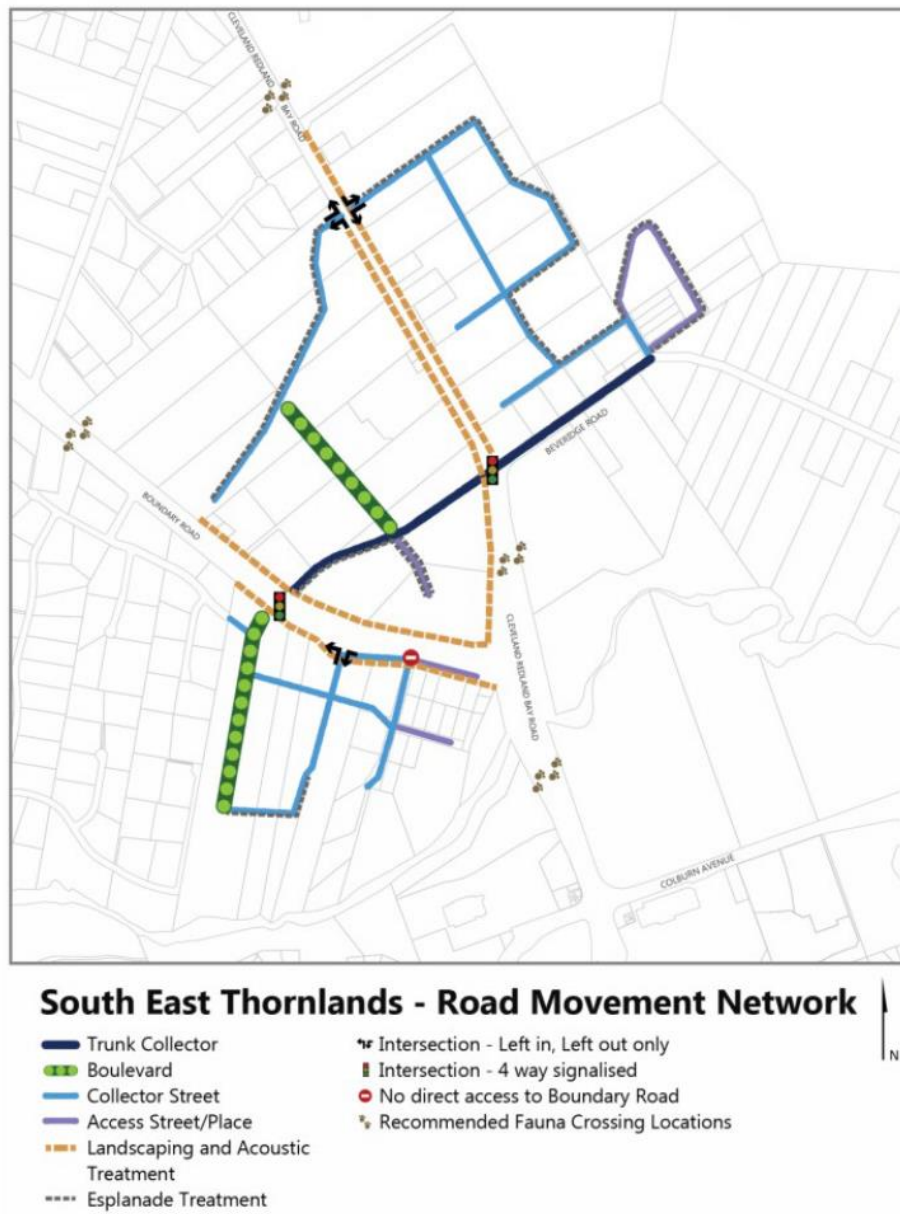 CLEVELAND REDLAND
BAY ROAD
BEVERIDGE ROAD
BOUNDARY ROAD
CLEVELAND REDLAND BAY ROAD
COLBURN AVENUE
South East Thornlands - Road Movement Network
N
Trunk Collector
Boulevard
Collector Street
Access Street/Place
Landscaping and Acoustic
Treatment
Esplanade Treatment
Intersection - Left in, Left out only
Intersection - 4 way signalised
No direct access to Boundary Road
Recommended Fauna Crossing Locations